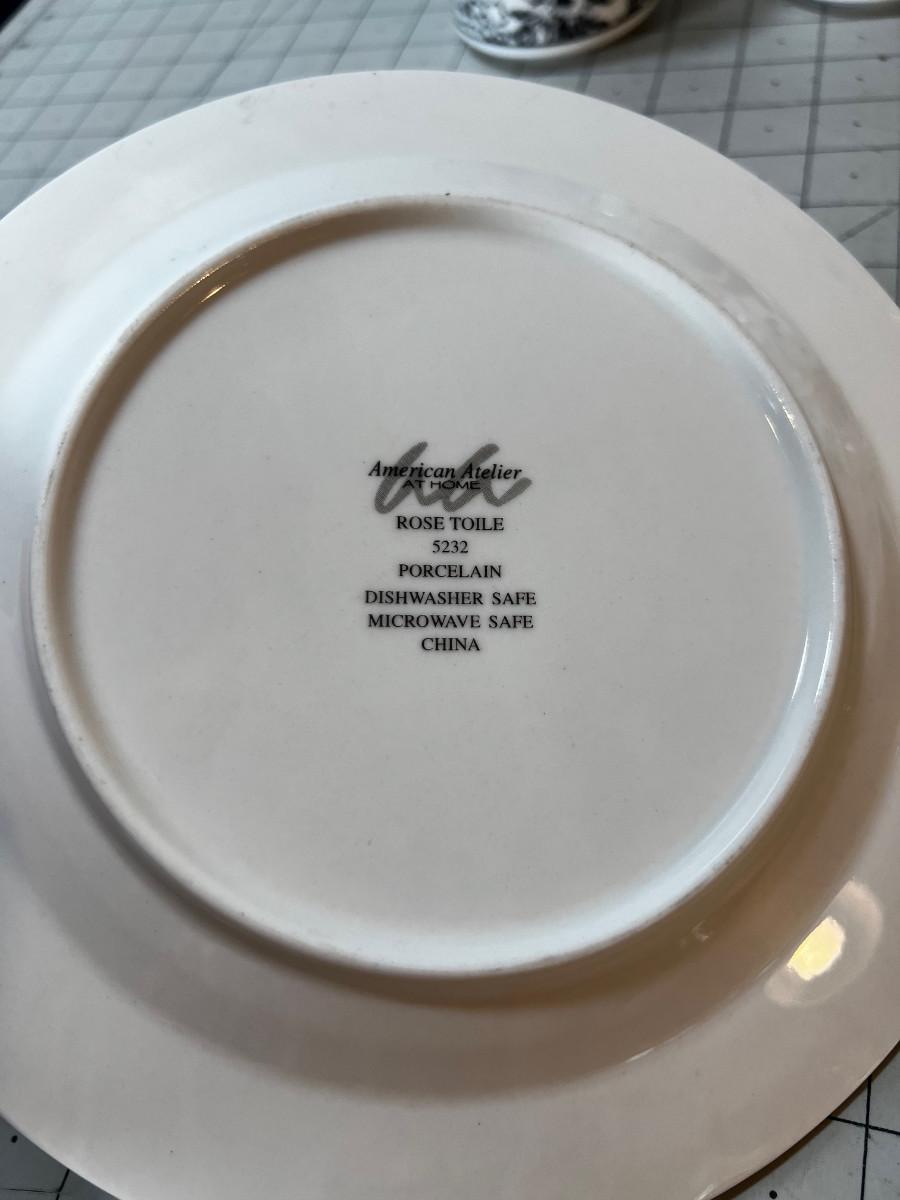 American Atelier
AT HOME
ROSE TOILE
5232
PORCELAIN
DISHWASHER SAFE
MICROWAVE SAFE
CHINA